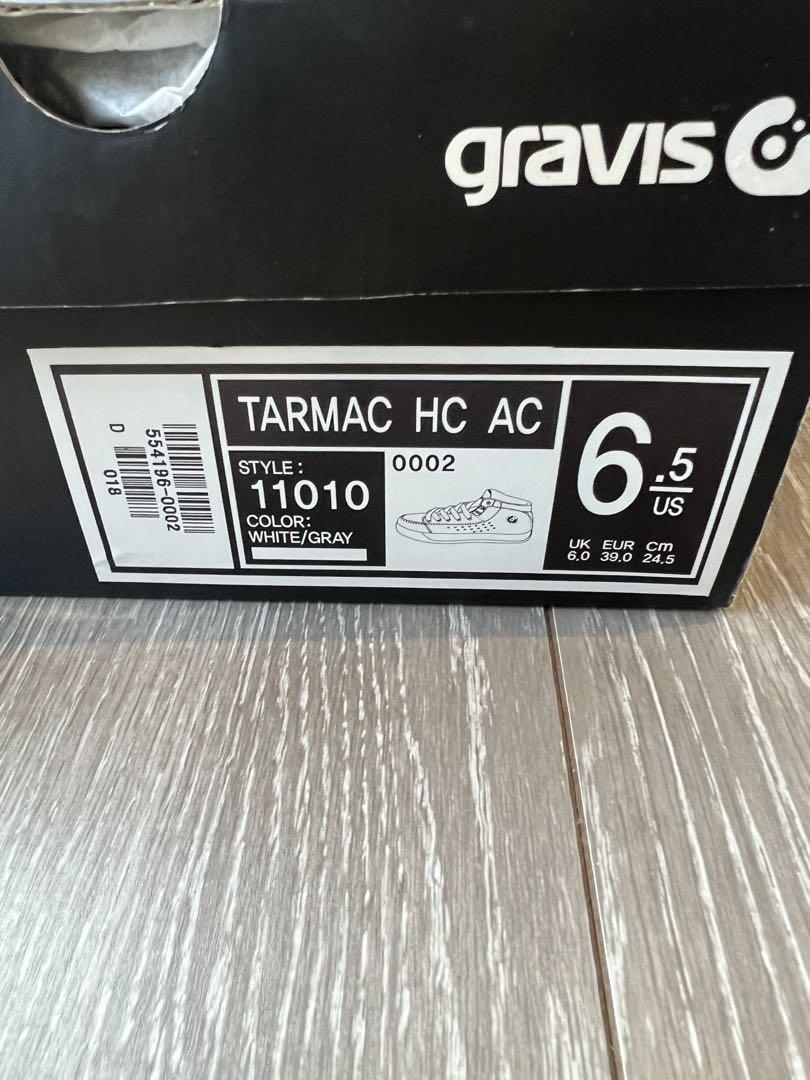 gravis
554196-0002
D 018
TARMAC HC AC
STYLE:
11010
COLOR:
WHITE/GRAY
0002
6.5
US
UK EUR Cm
6.0 39.0 24.5